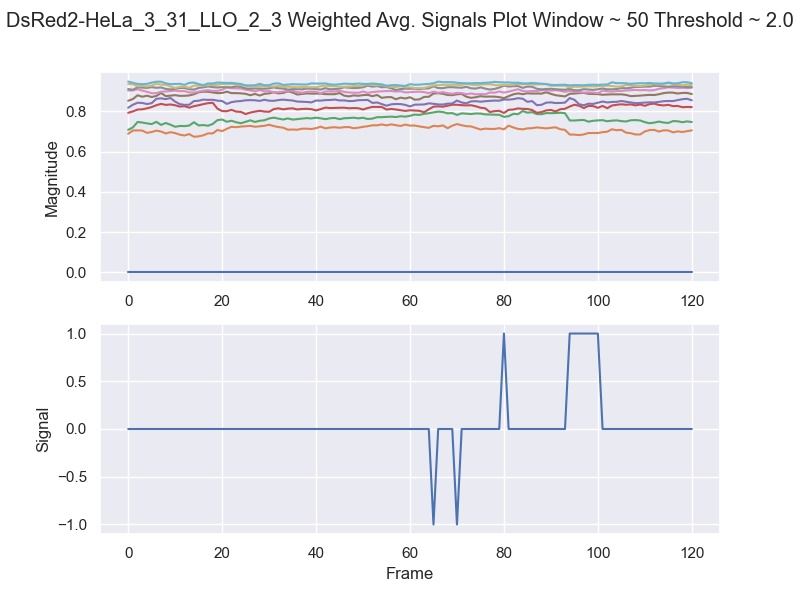 DsRed2-HeLa_3_31_LLO_2_3 Weighted Avg. Signals Plot Window ~ 50 Threshold ~ 2.0
Magnitude
0.8
0.6
0.4
0.2
0.0
0 20 40 60 80 100 120
Signal
1.0
0.5
0.0
−0.5
−1.0
0 20 40 60 80 100 120
Frame